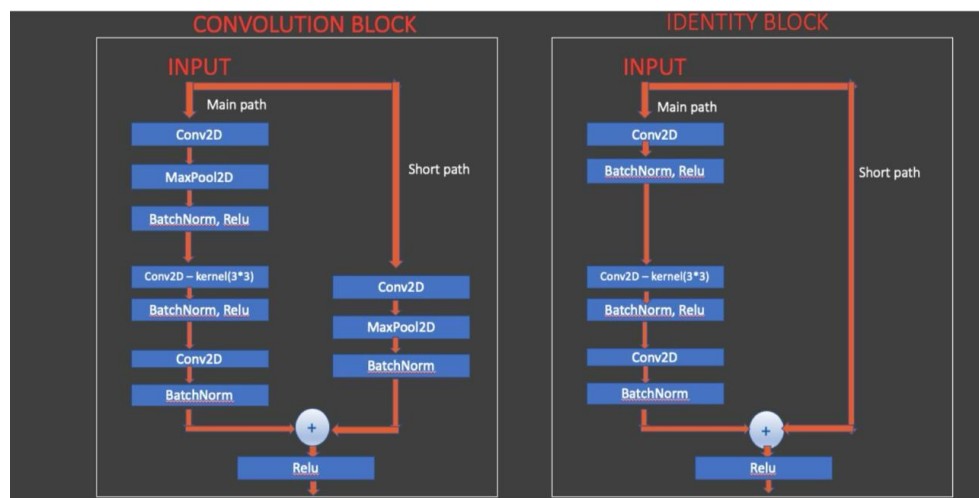 CONVOLUTION BLOCK
INPUT
Main path
Conv2D
MaxPool2D
BatchNorm, Relu
Conv2D – kernel(3*3)
BatchNorm, Relu
Conv2D
BatchNorm
Short path
Conv2D
MaxPool2D
BatchNorm
+
Relu
IDENTITY BLOCK
INPUT
Main path
Conv2D
BatchNorm, Relu
Conv2D – kernel(3*3)
BatchNorm, Relu
Conv2D
BatchNorm
Short path
+
Relu